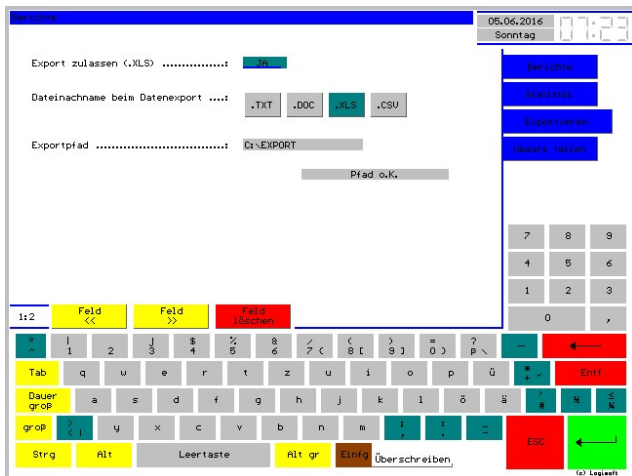 Berichte
05.06.2016
Sonntag
07:23
Export zulassen (.XLS) ...............: JA
Berichte
Dateinachname beim Datenexport ....:
.TXT .DOC .XLS .CSV
Statistik
Exportieren
Exportpfad ...............................: C:\EXPORT
Umsatz teilen
Pfad o.K.
7 8 9
4 5 6
1 2 3
0 ,
1:2
Feld <<
Feld >>
Feld löschen
° ^
| 1
2
3
$ 4
% 5
& 6
/ 7 {
( 8 [
) 9 ]
= 0 }
? β \
Tab q w e r t z u i o p ü
* + ~
Entf
Dauer groß
a s d f g h j k l ö ä
' #
½
groß
> < |
y x c v b n m
; ,
: .
_ -
ESC
Strg Alt Leertaste Alt gr Einfg Überschreiben
(c) Logisoft